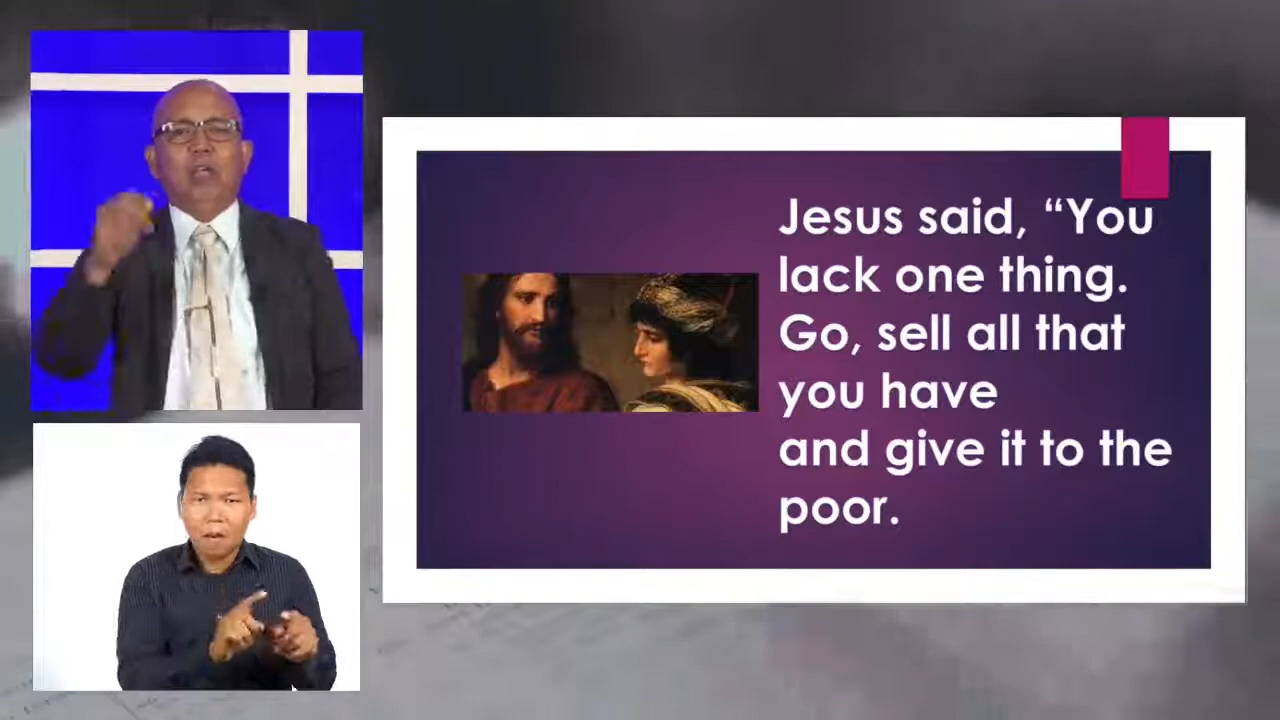 Jesus said, “You
lack one thing.
Go, sell all that
you have
and give it to the
poor.